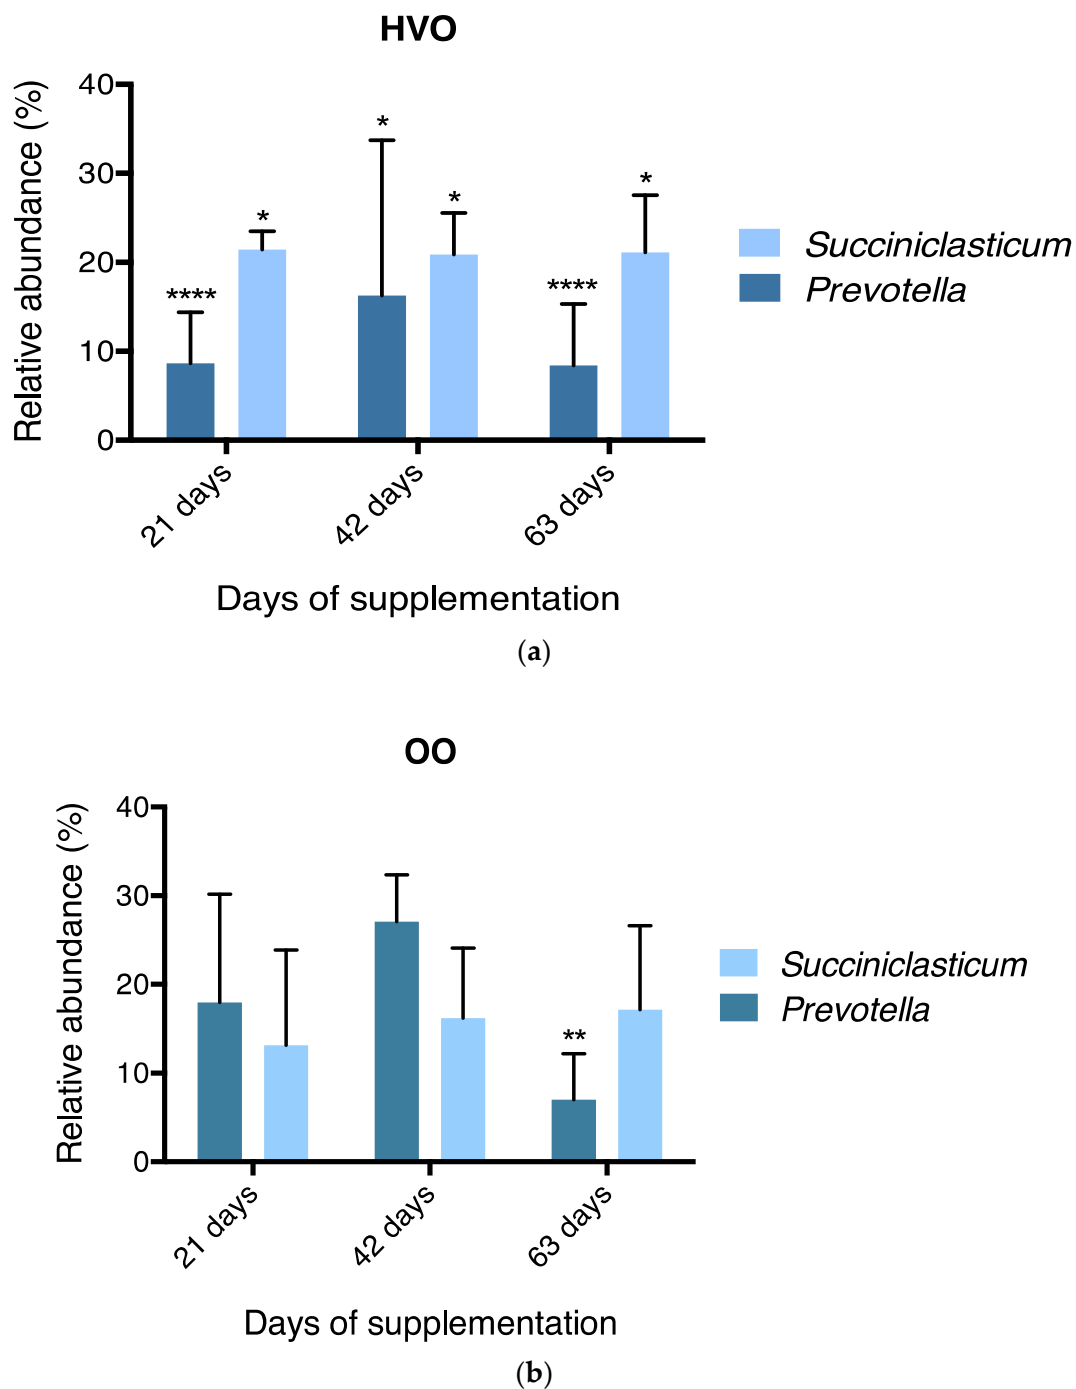 HVO
Relative abundance (%)
40
30
20
10
0
****
*
*
*
****
*
Succiniclasticum
Prevotella
21 days
42 days
63 days
Days of supplementation
(a)
OO
Relative abundance (%)
40
30
20
10
0
**
Succiniclasticum
Prevotella
21 days
42 days
63 days
Days of supplementation
(b)